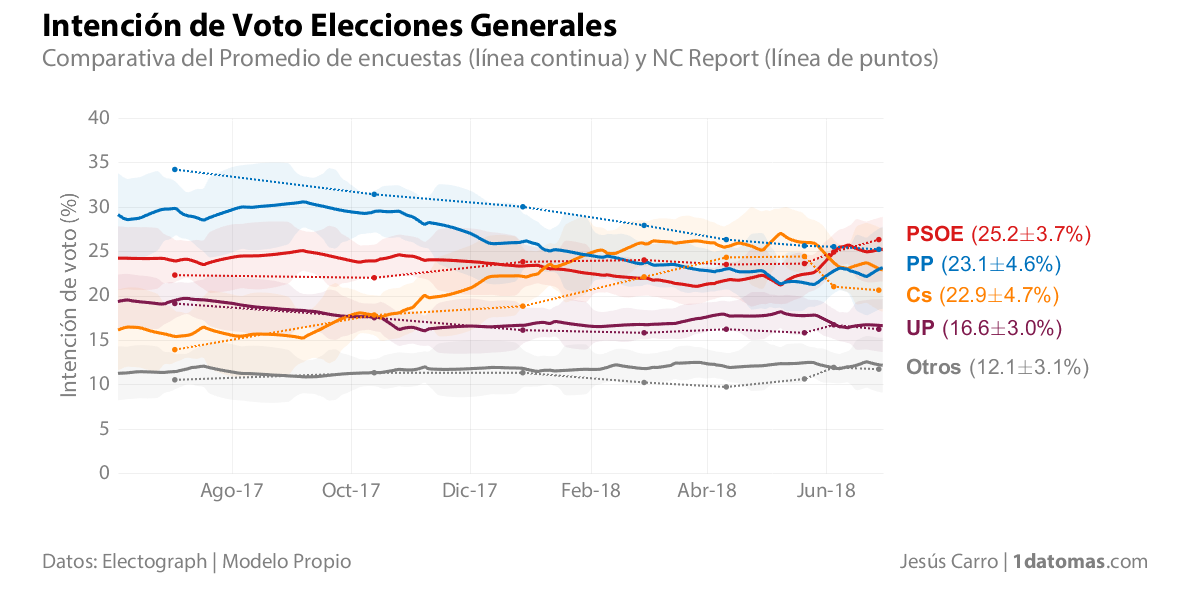 Intención de Voto Elecciones Generales
Comparativa del Promedio de encuestas (línea continua) y NC Report (línea de puntos)
Intención de voto (%)
40
35
30
25
20
15
10
5
0
Ago-17
Oct-17
Dic-17
Feb-18
Abr-18
Jun-18
PSOE (25.2±3.7%)
PP (23.1±4.6%)
Cs (22.9±4.7%)
UP (16.6±3.0%)
Otros (12.1±3.1%)
Datos: Electograph | Modelo Propio
Jesús Carro | 1datomas.com